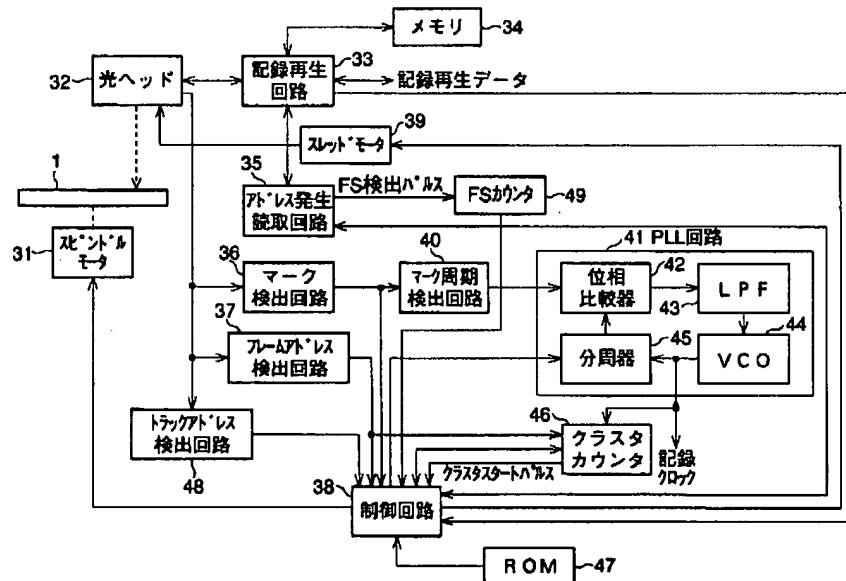 メモリ
34
33
32
光ヘッド
記録再生
回路
記録再生データ
39
スレッドモータ
35
1
アドレス発生
読取回路
FS検出パルス
FSカウンタ
49
31
スピンドル
モータ
41 PLL回路
36
マーク
検出回路
40
マーク周期
検出回路
位相
比較器
42
LPF
43
37
フレームアドレス
検出回路
分周器
45
44
VCO
トラックアドレス
検出回路
48
46
クラスタ
カウンタ
クラスタスタートパルス
記録
クロック
38
制御回路
ROM
47